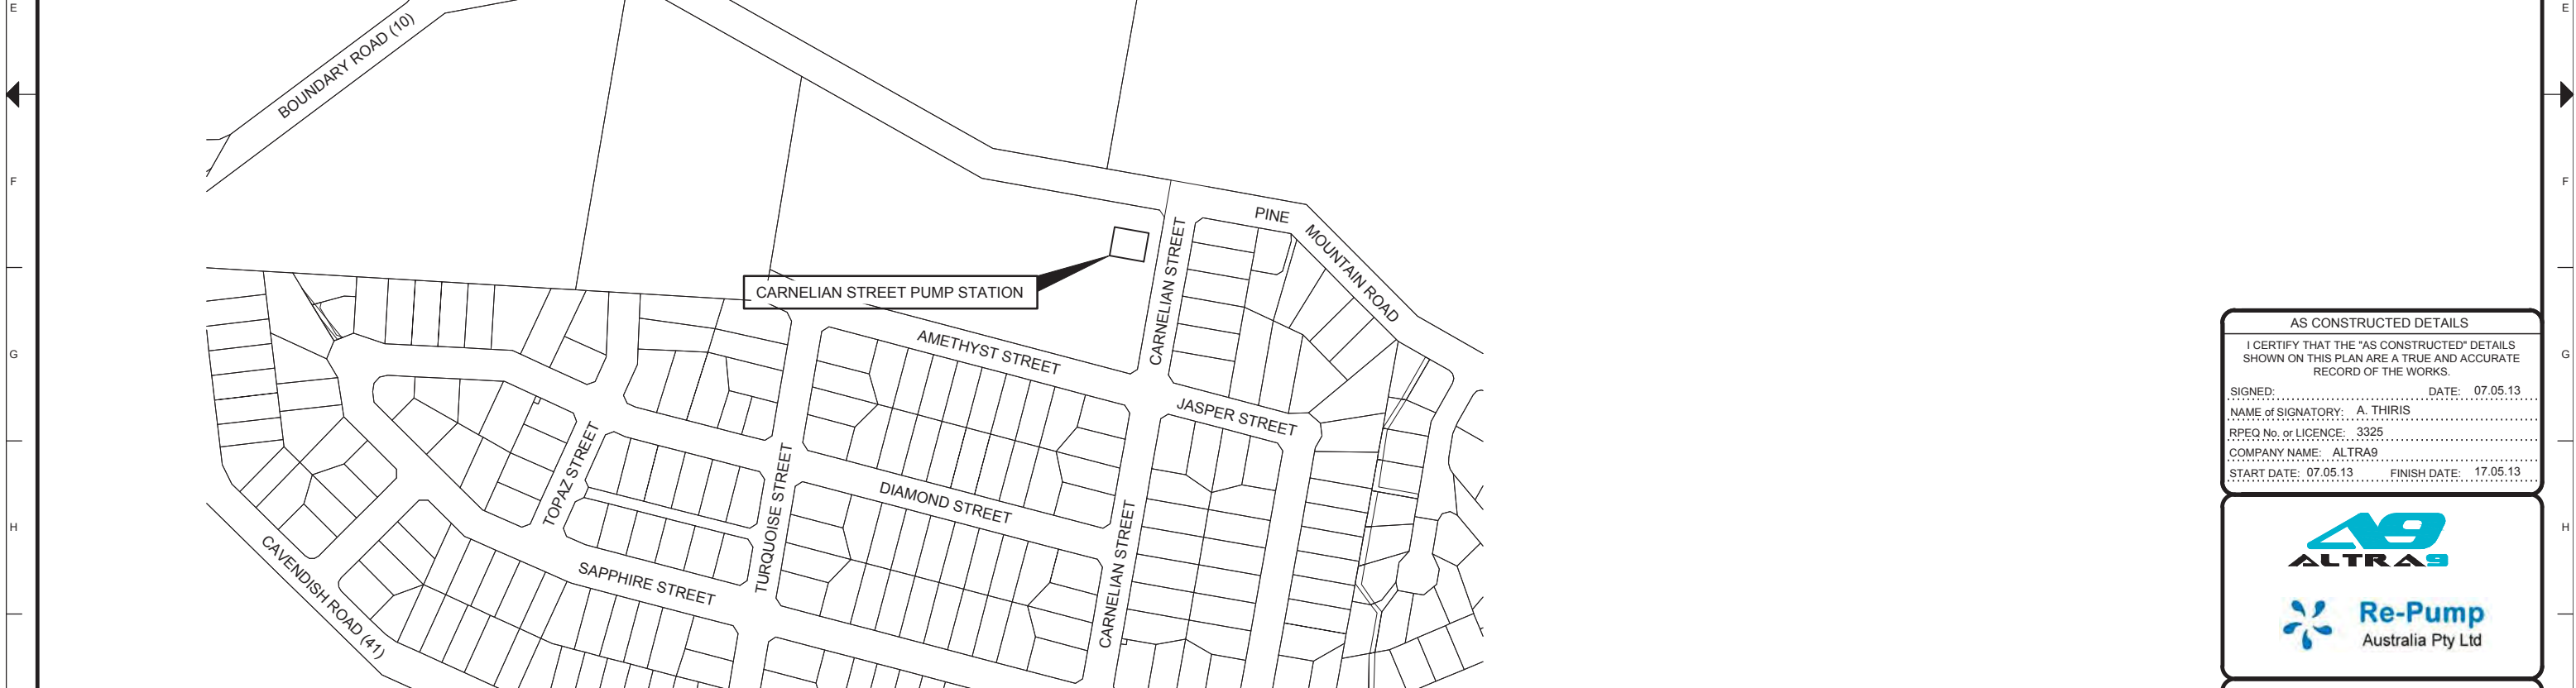 E
E
BOUNDARY ROAD (10)
F
F
PINE
MOUNTAIN ROAD
CARNELIAN STREET
CARNELIAN STREET PUMP STATION
AMETHYST STREET
JASPER STREET
G
G
TOPAZ STREET
TURQUOISE STREET
DIAMOND STREET
CARNELIAN STREET
SAPPHIRE STREET
CAVENDISH ROAD (41)
H
H
AS CONSTRUCTED DETAILS
I CERTIFY THAT THE "AS CONSTRUCTED" DETAILS
SHOWN ON THIS PLAN ARE A TRUE AND ACCURATE
RECORD OF THE WORKS.
SIGNED: DATE: 07.05.13
NAME of SIGNATORY: A. THIRIS
RPEQ No. or LICENCE: 3325
COMPANY NAME: ALTRA9
START DATE: 07.05.13 FINISH DATE: 17.05.13
A9
ALTRA9
Re-Pump
Australia Pty Ltd